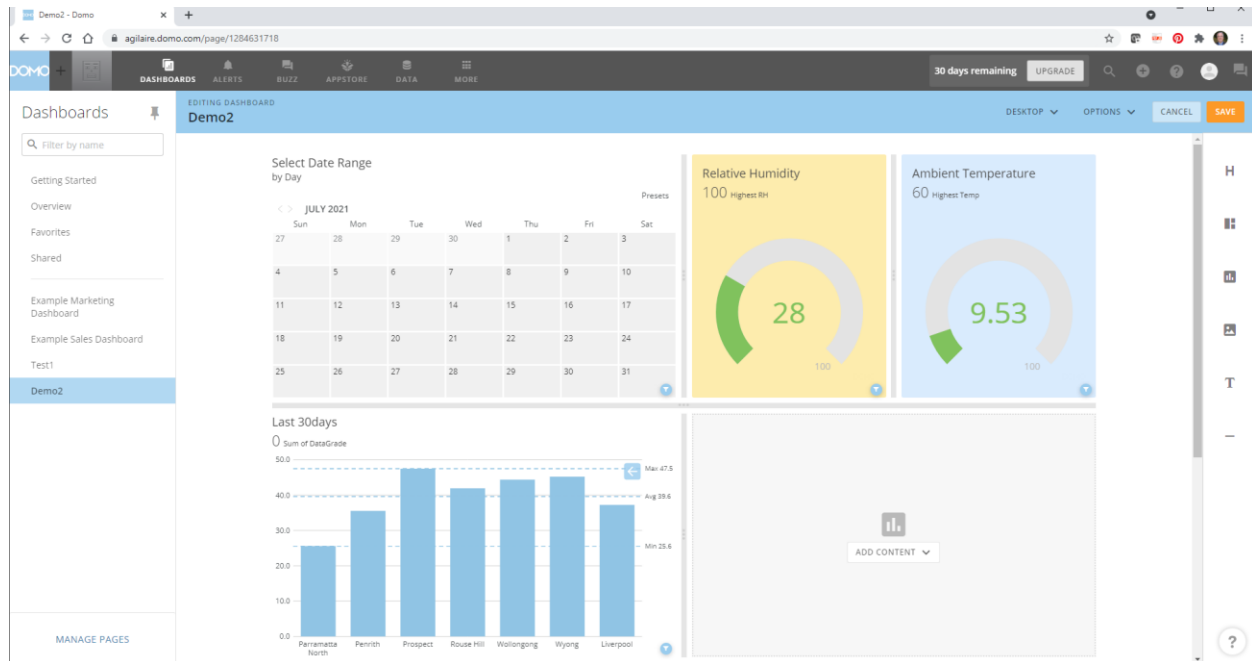 Demo2 - Domo
agilaire.domo.com/page/1284631718
DOMO
DASHBOARDS
ALERTS
BUZZ
APPSTORE
DATA
MORE
30 days remaining
UPGRADE
Dashboards
EDITING DASHBOARD
Demo2
DESKTOP
OPTIONS
CANCEL
SAVE
Filter by name
Getting Started
Overview
Favorites
Shared
Example Marketing
Dashboard
Example Sales Dashboard
Test1
Demo2
MANAGE PAGES
Select Date Range
by Day
Presets
< > JULY 2021
Sun Mon Tue Wed Thu Fri Sat
27 28 29 30 1 2 3
4 5 6 7 8 9 10
11 12 13 14 15 16 17
18 19 20 21 22 23 24
25 26 27 28 29 30 31
Relative Humidity
100 Highest RH
28
100
Ambient Temperature
60 Highest Temp
9.53
100
Last 30days
0 Sum of DataGrade
50.0
Max 47.5
40.0
Avg 39.6
30.0
Min 25.6
20.0
10.0
0.0
Parramatta
North
Penrith
Prospect
Rouse Hill
Wollongong
Wyong
Liverpool
ADD CONTENT
H
T
?